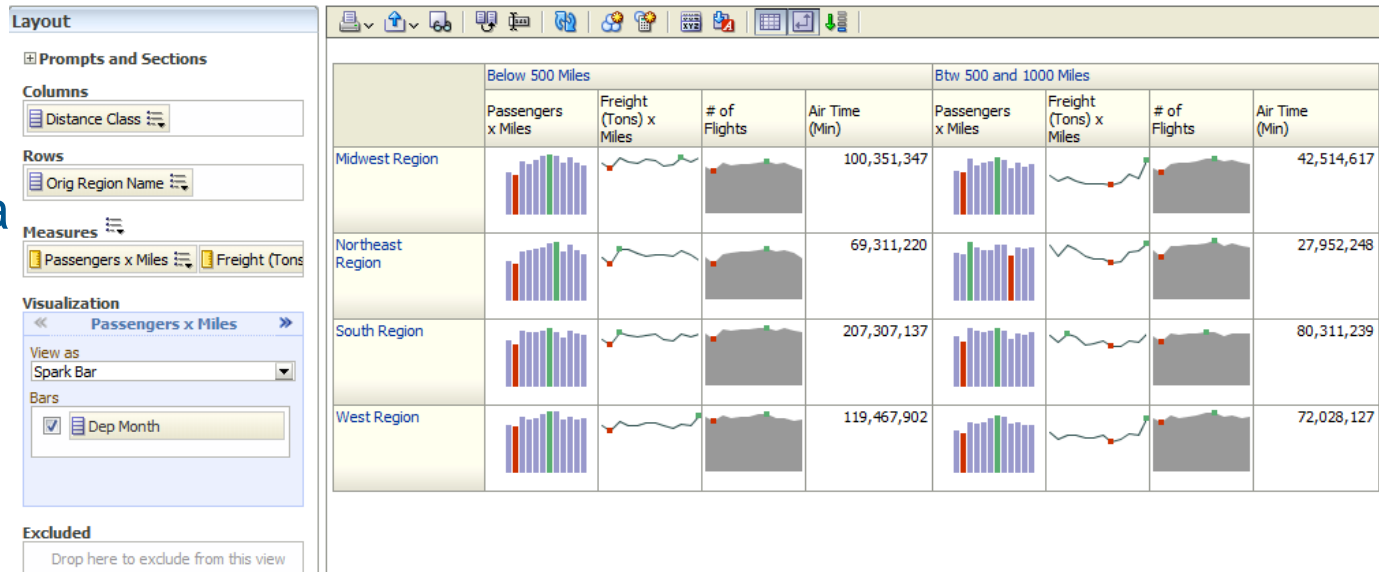 Layout
Prompts and Sections
Columns
Distance Class
Rows
Orig Region Name
a
Measures
Passengers x Miles
Freight (Tons
Visualization
Passengers x Miles
View as
Spark Bar
Bars
Dep Month
Excluded
Drop here to exclude from this view
Below 500 Miles
Btw 500 and 1000 Miles
Passengers x Miles
Freight (Tons) x Miles
# of Flights
Air Time (Min)
Passengers x Miles
Freight (Tons) x Miles
# of Flights
Air Time (Min)
Midwest Region
100,351,347
42,514,617
Northeast Region
69,311,220
27,952,248
South Region
207,307,137
80,311,239
West Region
119,467,902
72,028,127